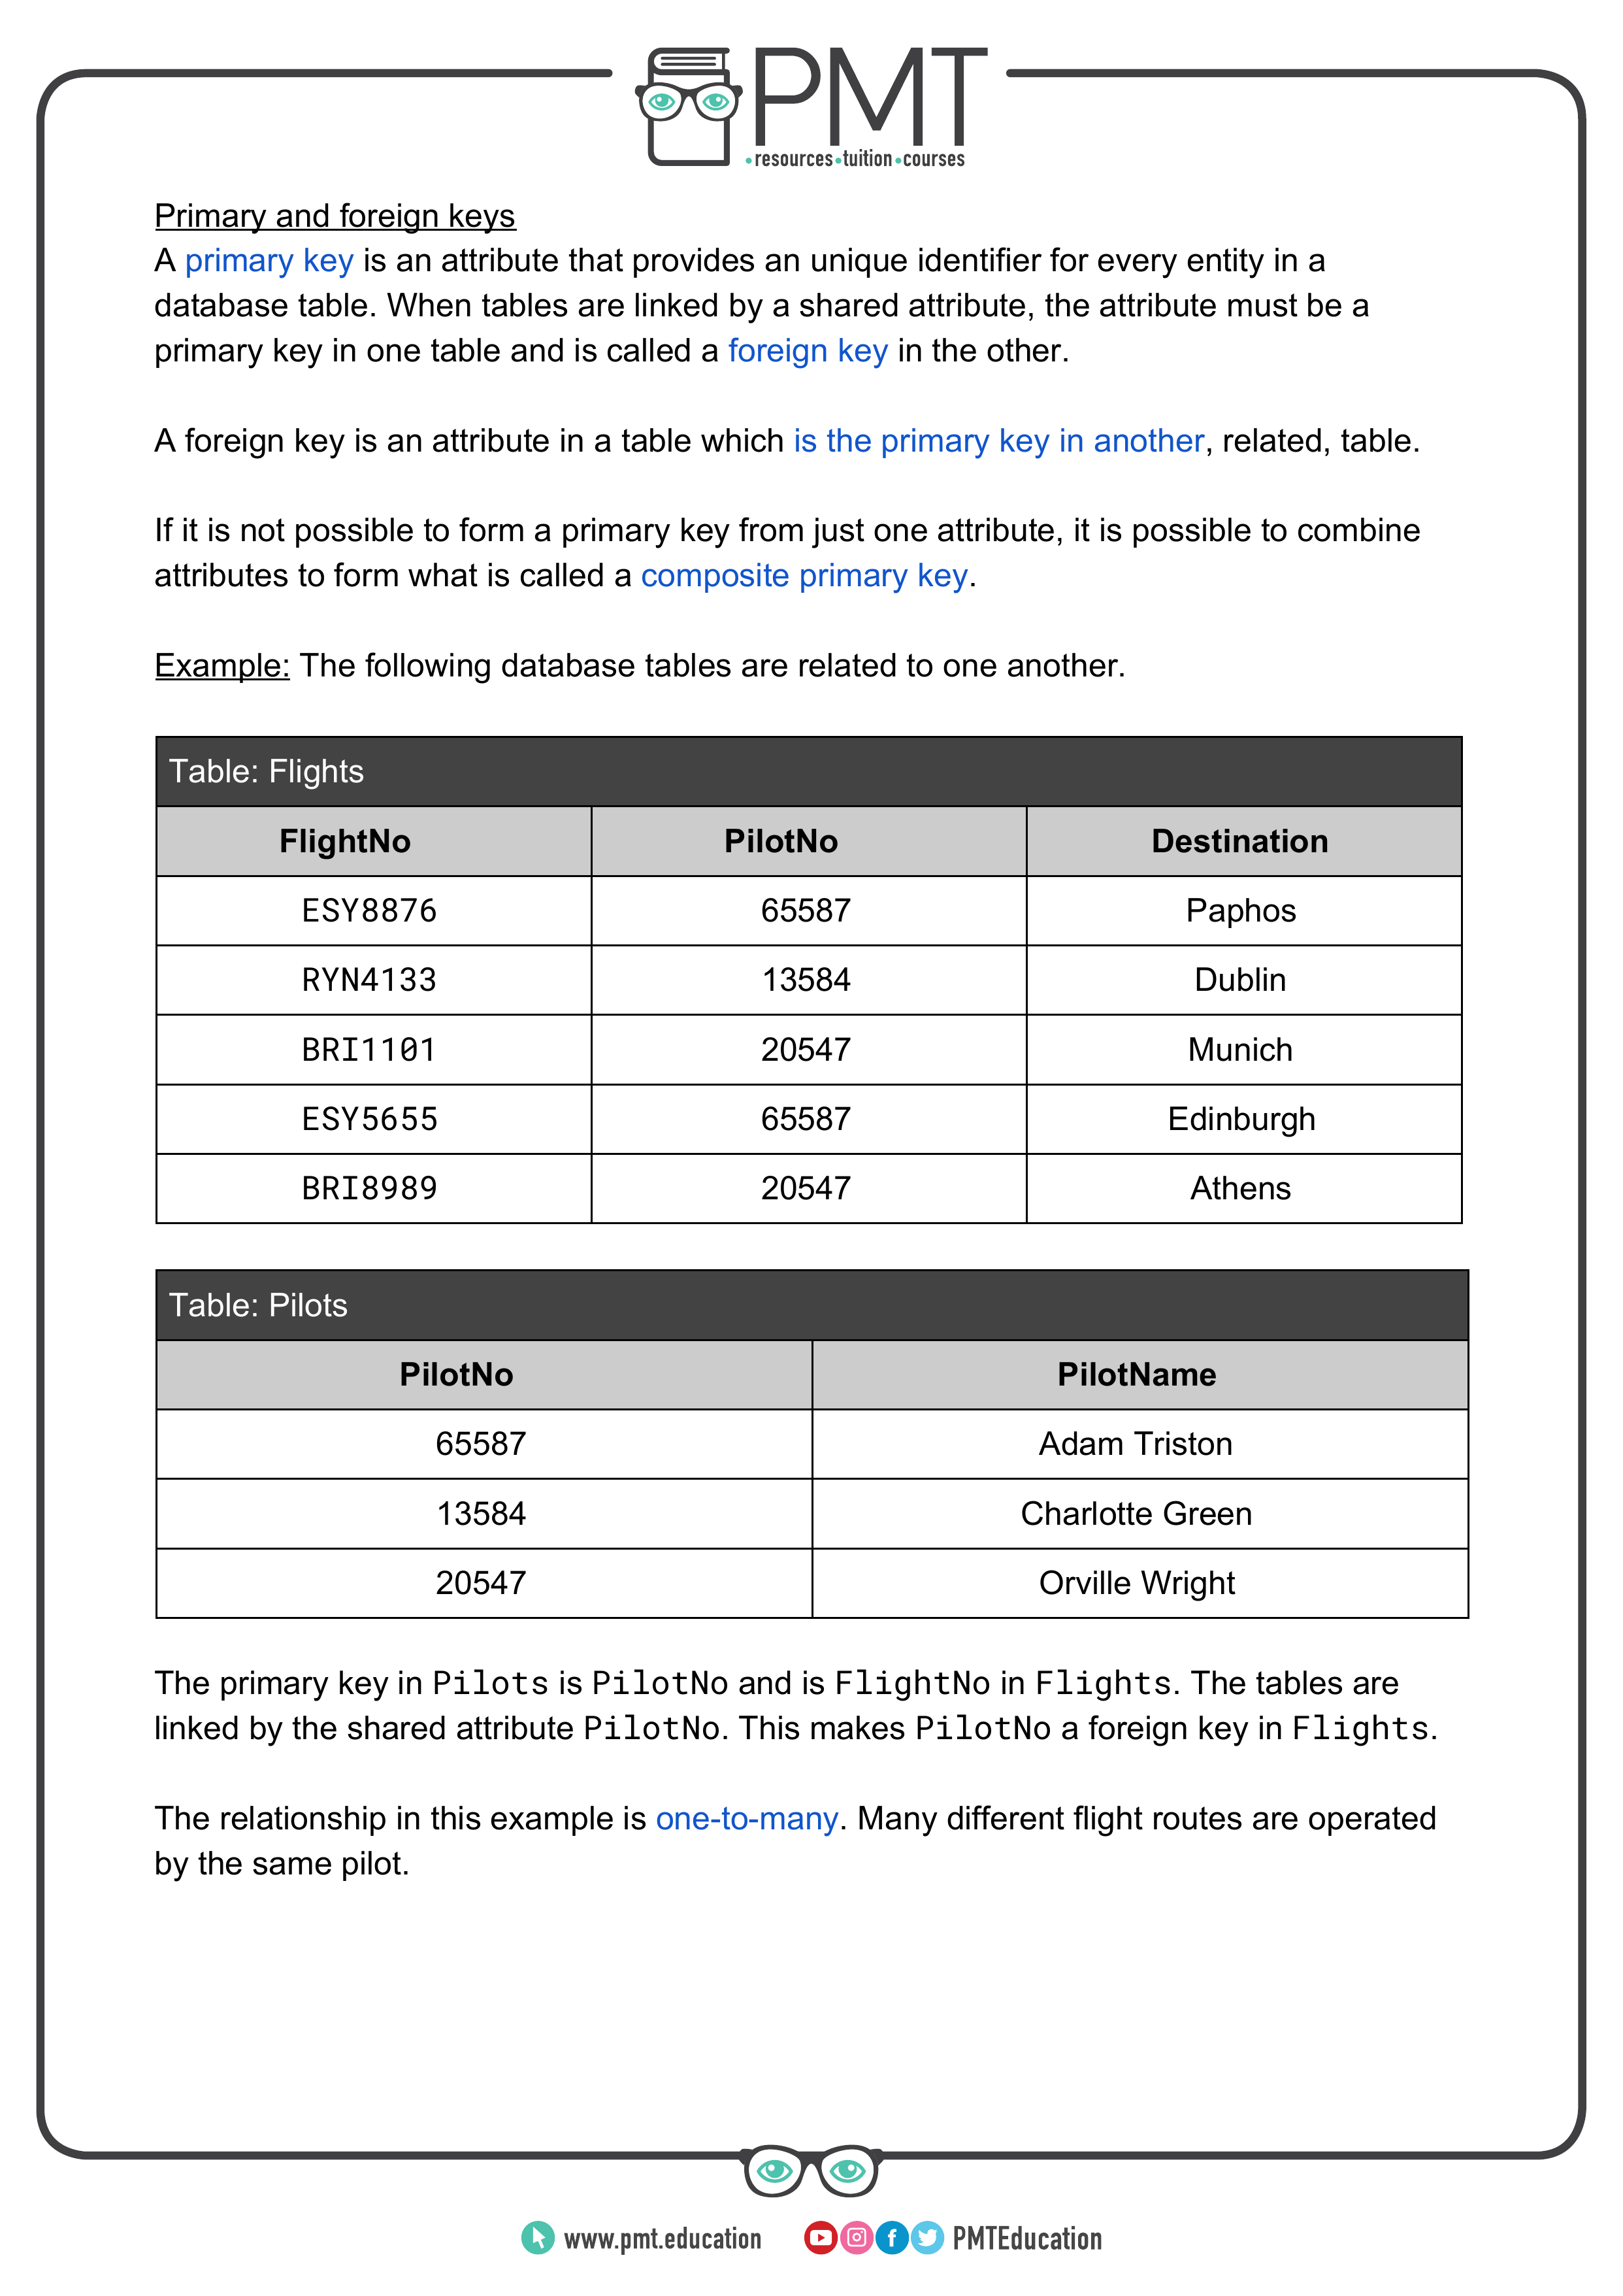 PMT
•resources•tuition•courses
Primary and foreign keys
A primary key is an attribute that provides an unique identifier for every entity in a
database table. When tables are linked by a shared attribute, the attribute must be a
primary key in one table and is called a foreign key in the other.
A foreign key is an attribute in a table which is the primary key in another, related, table.
If it is not possible to form a primary key from just one attribute, it is possible to combine
attributes to form what is called a composite primary key.
Example: The following database tables are related to one another.
Table: Flights
FlightNo PilotNo Destination
ESY8876 65587 Paphos
RYN4133 13584 Dublin
BRI1101 20547 Munich
ESY5655 65587 Edinburgh
BRI8989 20547 Athens
Table: Pilots
PilotNo PilotName
65587 Adam Triston
13584 Charlotte Green
20547 Orville Wright
The primary key in Pilots is PilotNo and is FlightNo in Flights. The tables are
linked by the shared attribute PilotNo. This makes PilotNo a foreign key in Flights.
The relationship in this example is one-to-many. Many different flight routes are operated
by the same pilot.
www.pmt.education PMTEducation